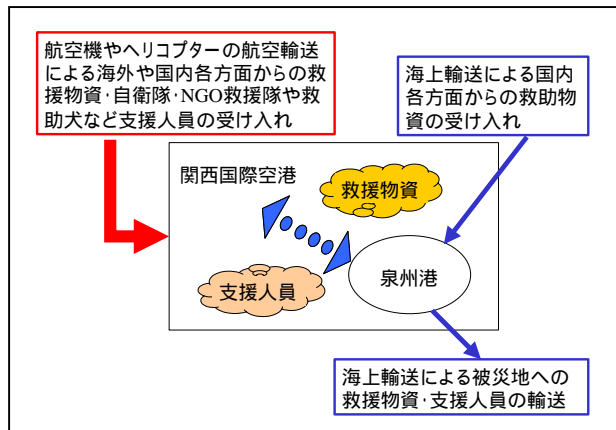 航空機やヘリコプターの航空輸送
による海外や国内各方面からの救
援物資･自衛隊･NGO救援隊や救
助犬など支援人員の受け入れ
海上輸送による国内
各方面からの救助物
資の受け入れ
関西国際空港
救援物資
泉州港
支援人員
海上輸送による被災地への
救援物資･支援人員の輸送